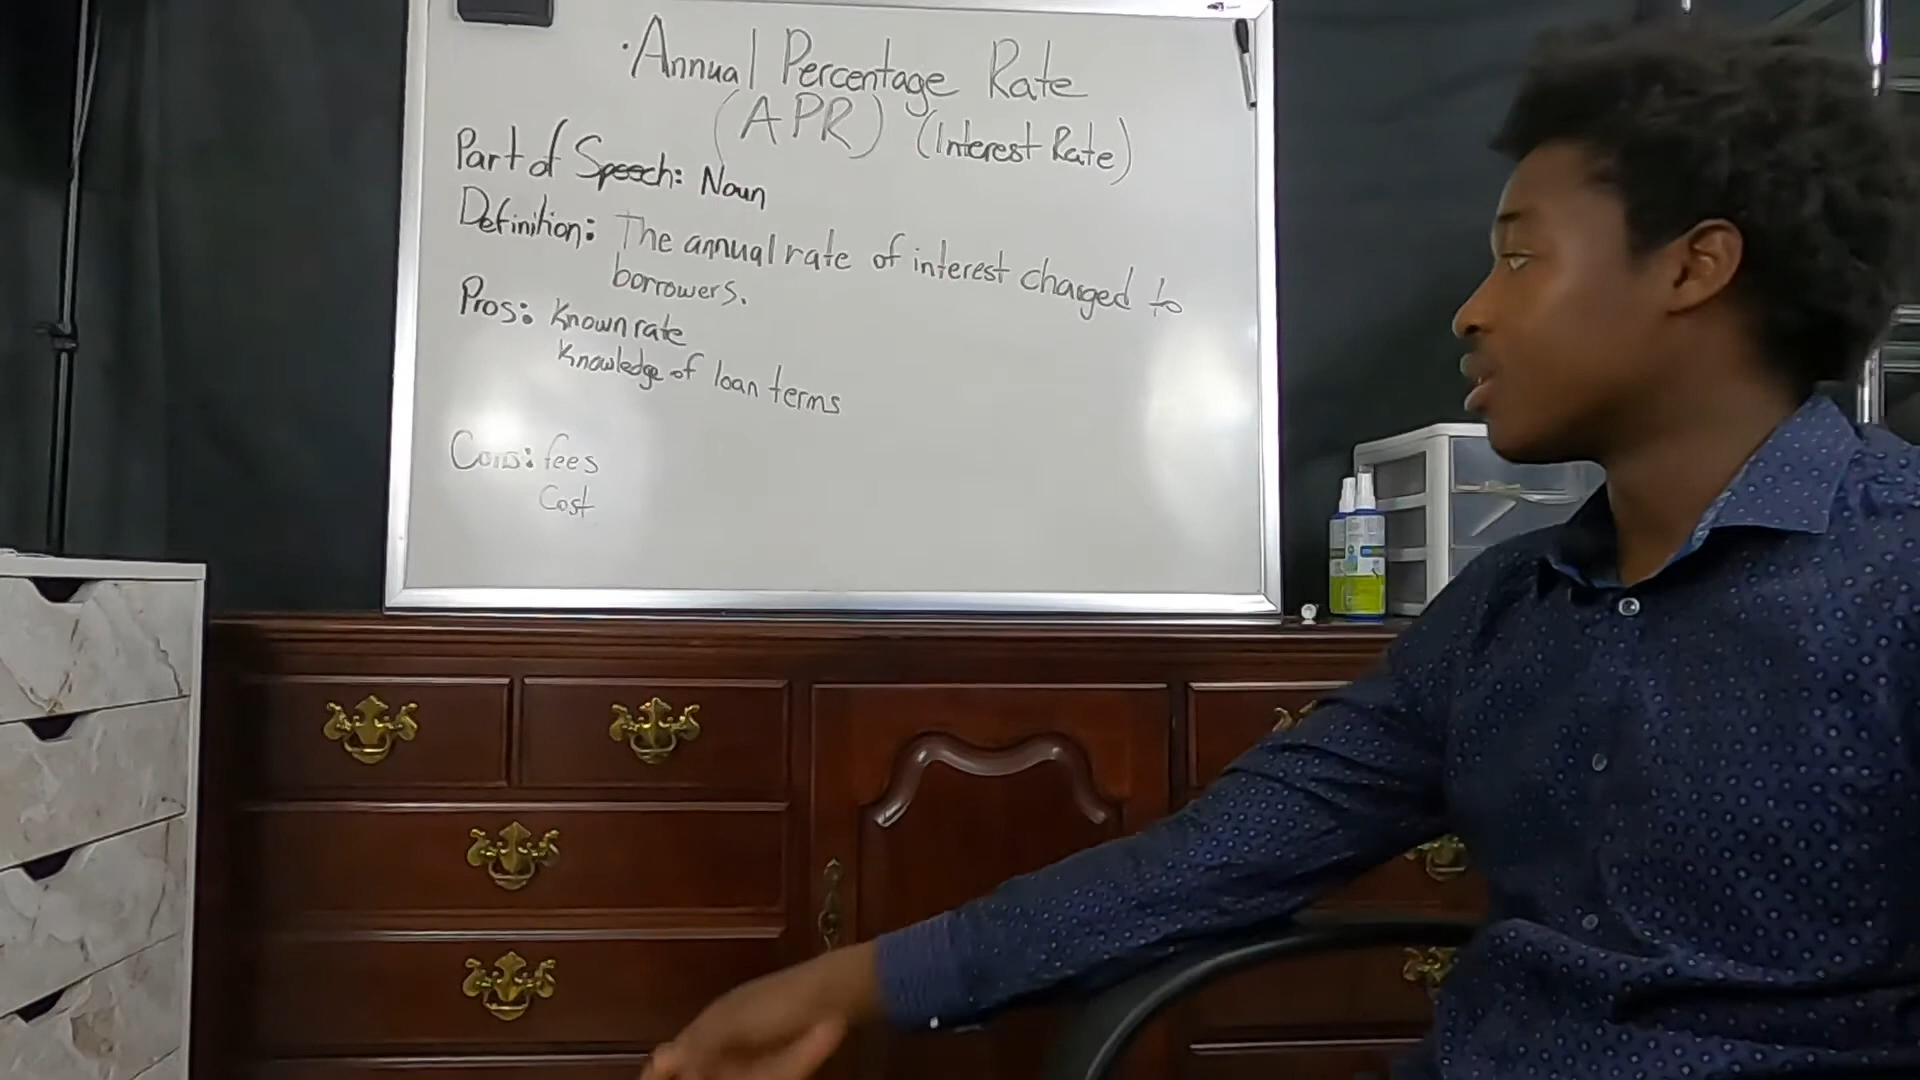 ·Annual Percentage Rate
(APR) (Interest Rate)
Part of Speech: Noun
Definition: The annual rate of interest charged to
borrowers.
Pros: Known rate
Knowledge of loan terms
Cons: fees
Cost